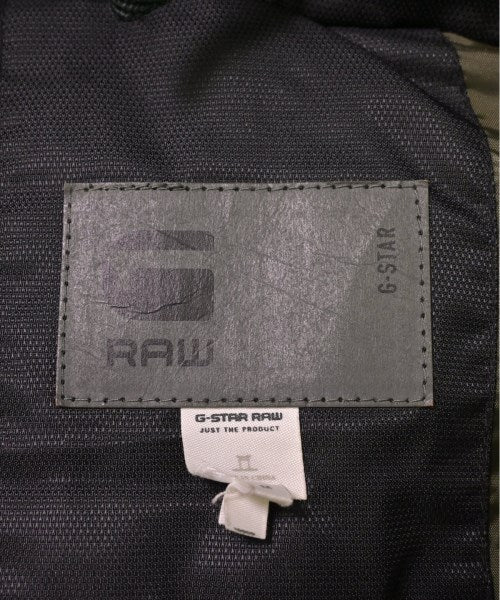 G
RAW
G-STAR
G-STAR RAW
JUST THE PRODUCT